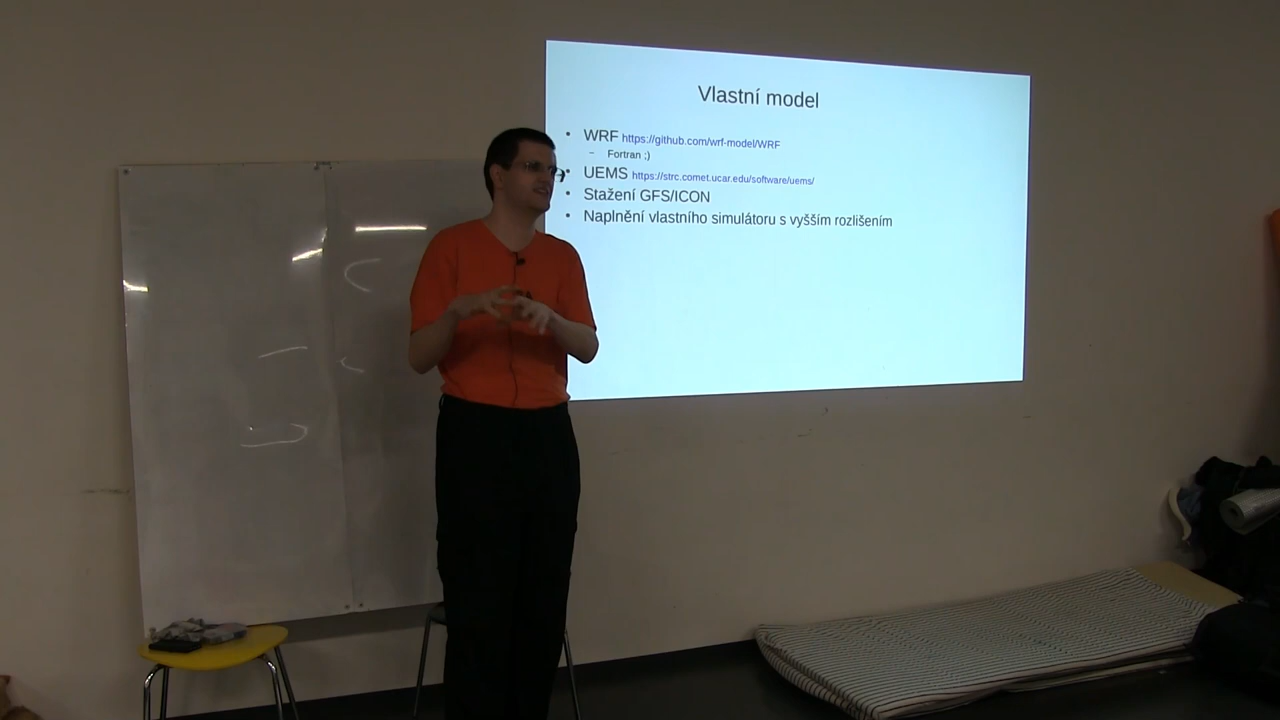 Vlastní model
• WRF https://github.com/wrf-model/WRF
– Fortran ;)
• UEMS https://strc.comet.ucar.edu/software/uems/
• Stažení GFS/ICON
• Naplnění vlastního simulátoru s vyšším rozlišením